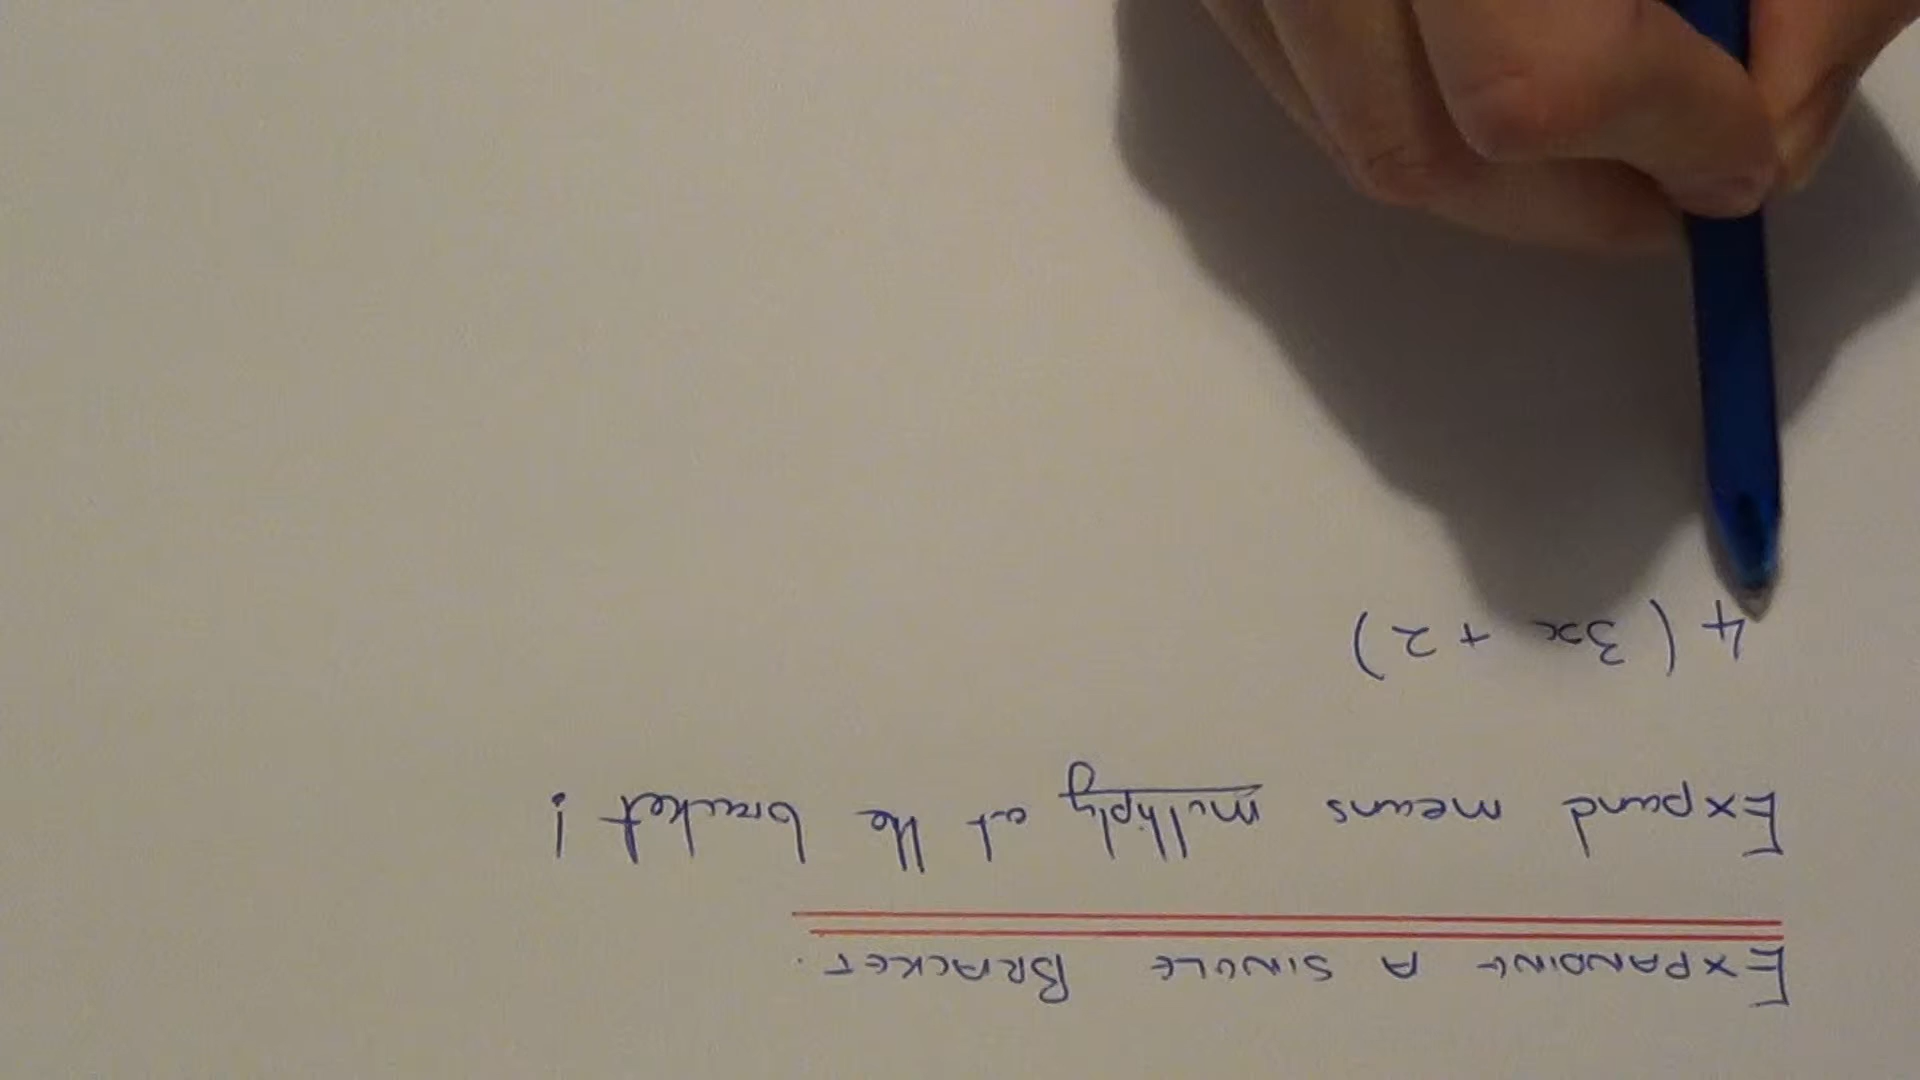 EXPANDING A SINGLE BRACKET.
Expand means multiply out the bracket!
4(3x + 2)